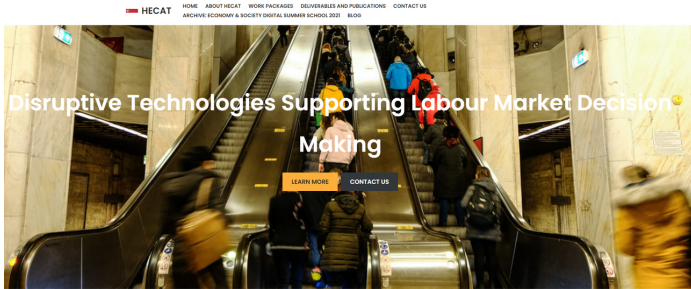 HECAT
HOME ABOUT HECAT WORK PACKAGES DELIVERABLES AND PUBLICATIONS CONTACT US
ARCHIVE: ECONOMY & SOCIETY DIGITAL SUMMER SCHOOL 2021 BLOG
Disruptive Technologies Supporting Labour Market Decision
Making
LEARN MORE CONTACT US